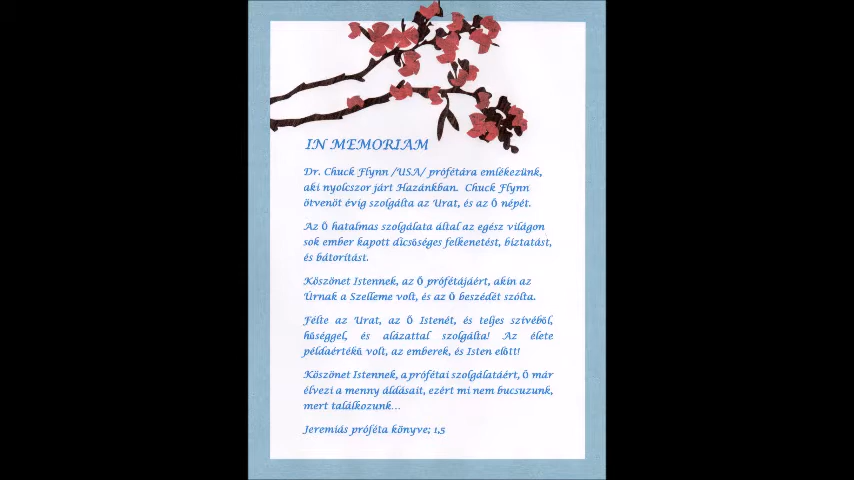 IN MEMORIAM
Dr. Chuck Flynn /USA/ prófétára emlékezünk,
aki nyolcszor járt Hazánkban. Chuck Flynn
ötvenöt évig szolgálta az Urat, és az Ő népét.
Az Ő hatalmas szolgálata által az egész világon
sok ember kapott dicsőséges felkenetést, bíztatást,
és bátorítást.
Köszönet Istennek, az Ő prófétájáért, akin az
Úrnak a Szelleme volt, és az Ő beszédét szólta.
Félte az Urat, az Ő Istenét, és teljes szívéből,
hűséggel, és alázattal szolgálta! Az élete
példaértékű volt, az emberek, és Isten előtt!
Köszönet Istennek, a prófétai szolgálatáért, Ő már
élvezi a menny áldásait, ezért mi nem bucsuzunk,
mert találkozunk...
Jeremiás próféta könyve; 1,5